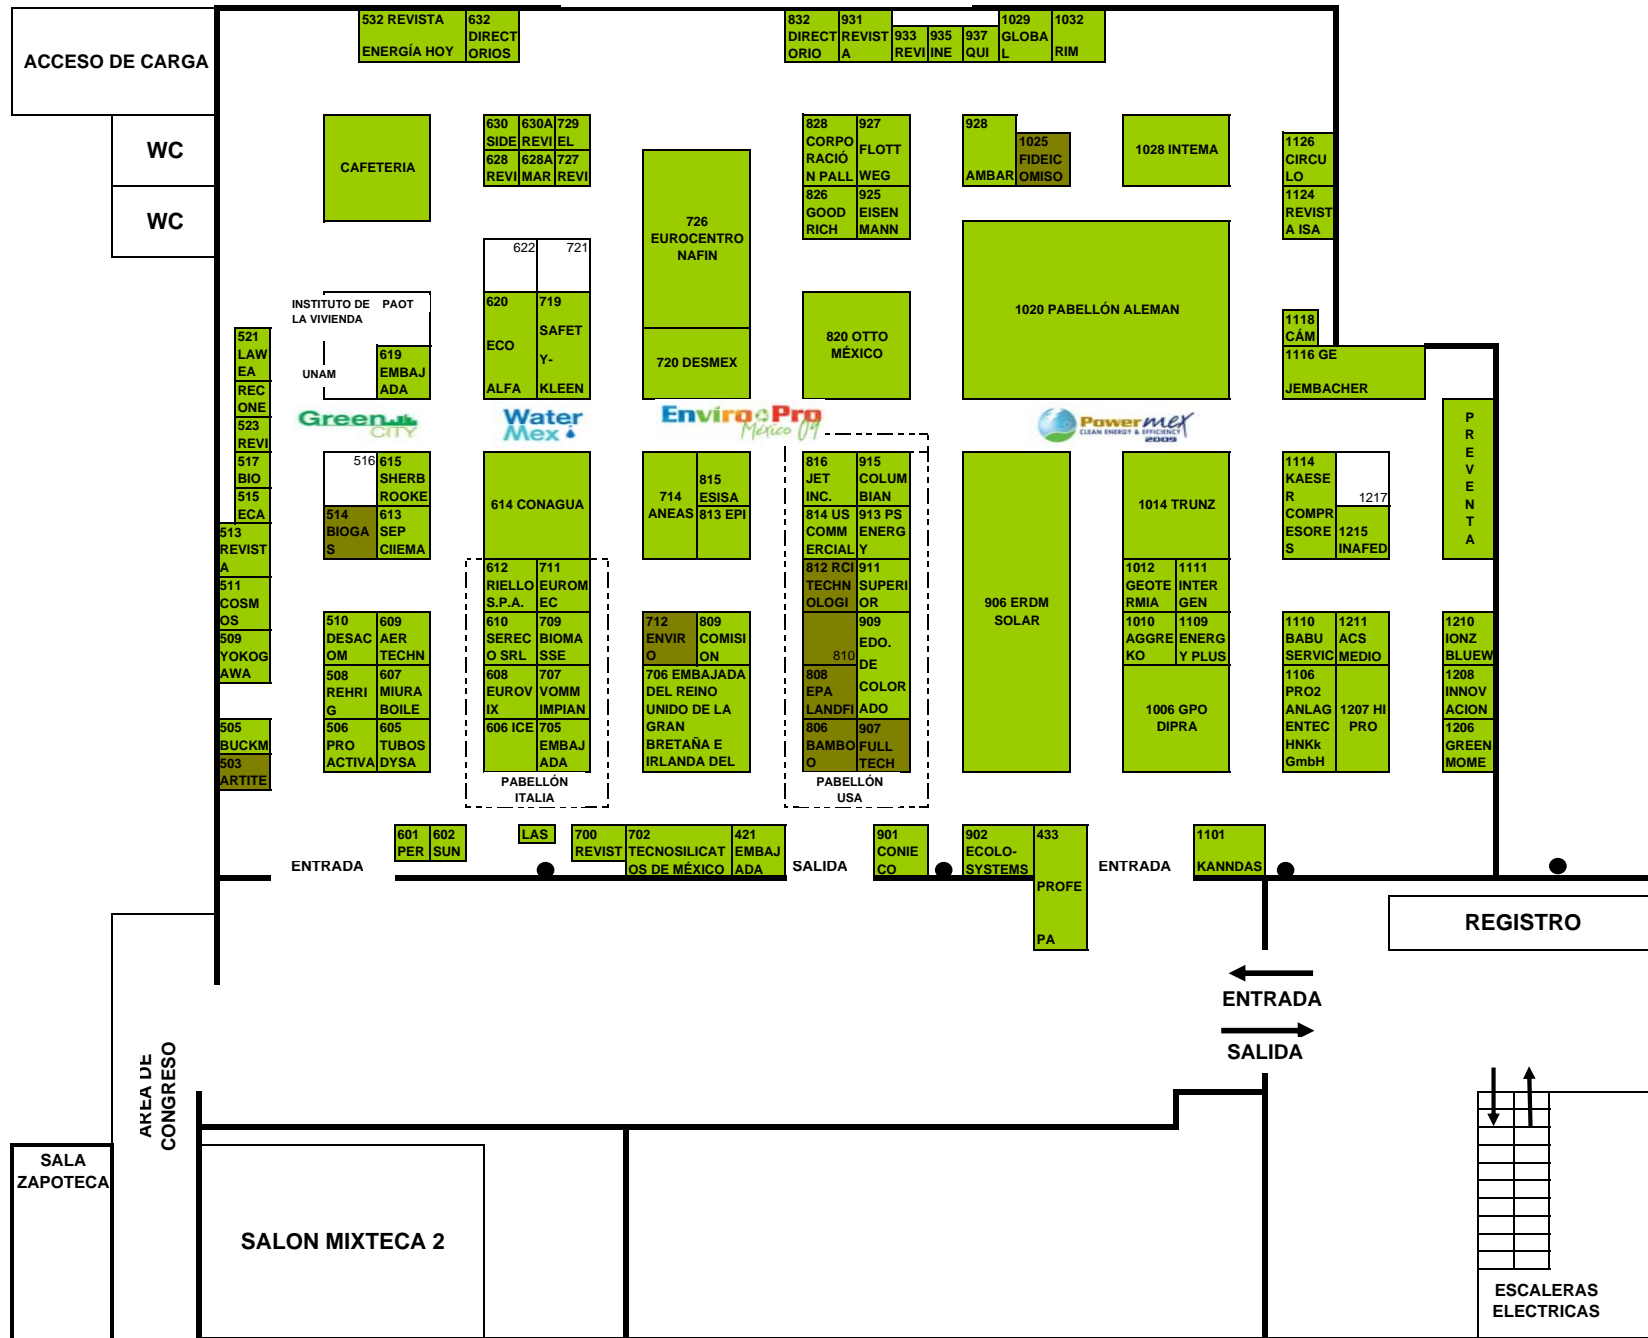 532 REVISTA
ENERGÍA HOY
632
DIRECT
ORIOS
832
DIRECT
ORIO
931
REVIST
A
933
REVI
935
INE
937
QUI
1029
GLOBA
L
1032
RIM
ACCESO DE CARGA
WC
WC
CAFETERIA
630
SIDE
630A
REVI
729
EL
628
REVI
628A
MAR
727
REVI
726
EUROCENTRO
NAFIN
828
CORPO
RACIÓ
N PALL
927
FLOTT
WEG
826
GOOD
RICH
925
EISEN
MANN
928
AMBAR
1025
FIDEIC
OMISO
1028 INTEMA
1126
CIRCU
LO
1124
REVIST
A ISA
622
721
INSTITUTO DE
LA VIVIENDA
PAOT
UNAM
619
EMBAJ
ADA
620
ECO
ALFA
719
SAFET
Y-
KLEEN
720 DESMEX
820 OTTO
MÉXICO
1020 PABELLÓN ALEMAN
1118
CÁM
1116 GE
JEMBACHER
521
LAW
EA
REC
ONE
523
REVI
517
BIO
515
ECA
513
REVIST
A
511
COSM
OS
509
YOKOG
AWA
505
BUCKM
503
ARTITE
Green
CITY
Water
Mex
EnviroPro
México 09
Powermex
CLEAN ENERGY & EFFICIENCY
2009
P
R
E
V
E
N
T
A
516
615
SHERB
ROOKE
514
BIOGA
S
613
SEP
CIIEMA
614 CONAGUA
714
ANEAS
815
ESISA
813 EPI
816
JET
INC.
915
COLUM
BIAN
814 US
COMM
ERCIAL
913 PS
ENERG
Y
812 RCI
TECHN
OLOGI
911
SUPERI
OR
810
909
EDO.
DE
COLOR
ADO
808
EPA
LANDFI
806
BAMBO
O
907
FULL
TECH
PABELLÓN
USA
906 ERDM
SOLAR
1014 TRUNZ
1012
GEOTE
RMIA
1111
INTER
GEN
1010
AGGRE
KO
1109
ENERG
Y PLUS
1006 GPO
DIPRA
1114
KAESE
R
COMPR
ESORE
S
1217
1215
INAFED
1110
BABU
SERVIC
1211
ACS
MEDIO
1106
PRO2
ANLAG
ENTEC
HNKk
GmbH
1207 HI
PRO
1210
IONZ
BLUEW
1208
INNOV
ACION
1206
GREEN
MOME
510
DESAC
OM
609
AER
TECHN
508
REHRI
G
607
MIURA
BOILE
506
PRO
ACTIVA
605
TUBOS
DYSA
612
RIELLO
S.P.A.
711
EUROM
EC
610
SEREC
O SRL
709
BIOMA
SSE
608
EUROV
IX
707
VOMM
IMPIAN
606 ICE
705
EMBAJ
ADA
PABELLÓN
ITALIA
712
ENVIR
O
809
COMISI
ON
706 EMBAJADA
DEL REINO
UNIDO DE LA
GRAN
BRETAÑA E
IRLANDA DEL
ENTRADA
601
PER
602
SUN
LAS
700
REVIST
702
TECNOSILICAT
OS DE MÉXICO
421
EMBAJ
ADA
SALIDA
901
CONIE
CO
902
ECOLO-
SYSTEMS
433
PROFE
PA
ENTRADA
1101
KANNDAS
REGISTRO
ENTRADA
SALIDA
AREA DE
CONGRESO
SALA
ZAPOTECA
SALON MIXTECA 2
ESCALERAS
ELECTRICAS